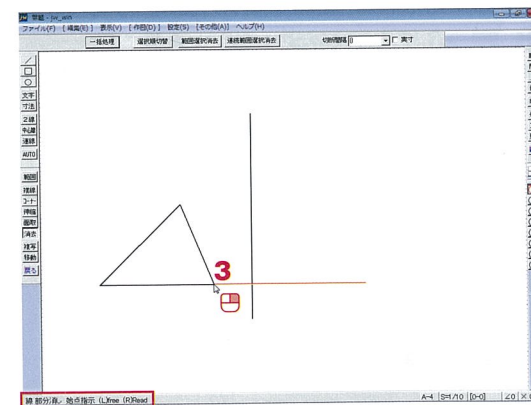 無題 - jw_win
ファイル(F) [編集(E)] 表示(V) [作図(D)] 設定(S) [その他(A)] ヘルプ(H)
一括処理 選択順切替 範囲選択消去 連続範囲選択消去 切断間隔 0 実寸
文字
寸法
2線
中心線
連線
AUTO
範囲
複線
コーナー
伸縮
面取
消去
複写
移動
戻る
3
線 部分消し 始点指示 (L)free (R)Read
A-4 S=1/10 [0-0] ∠0 ×